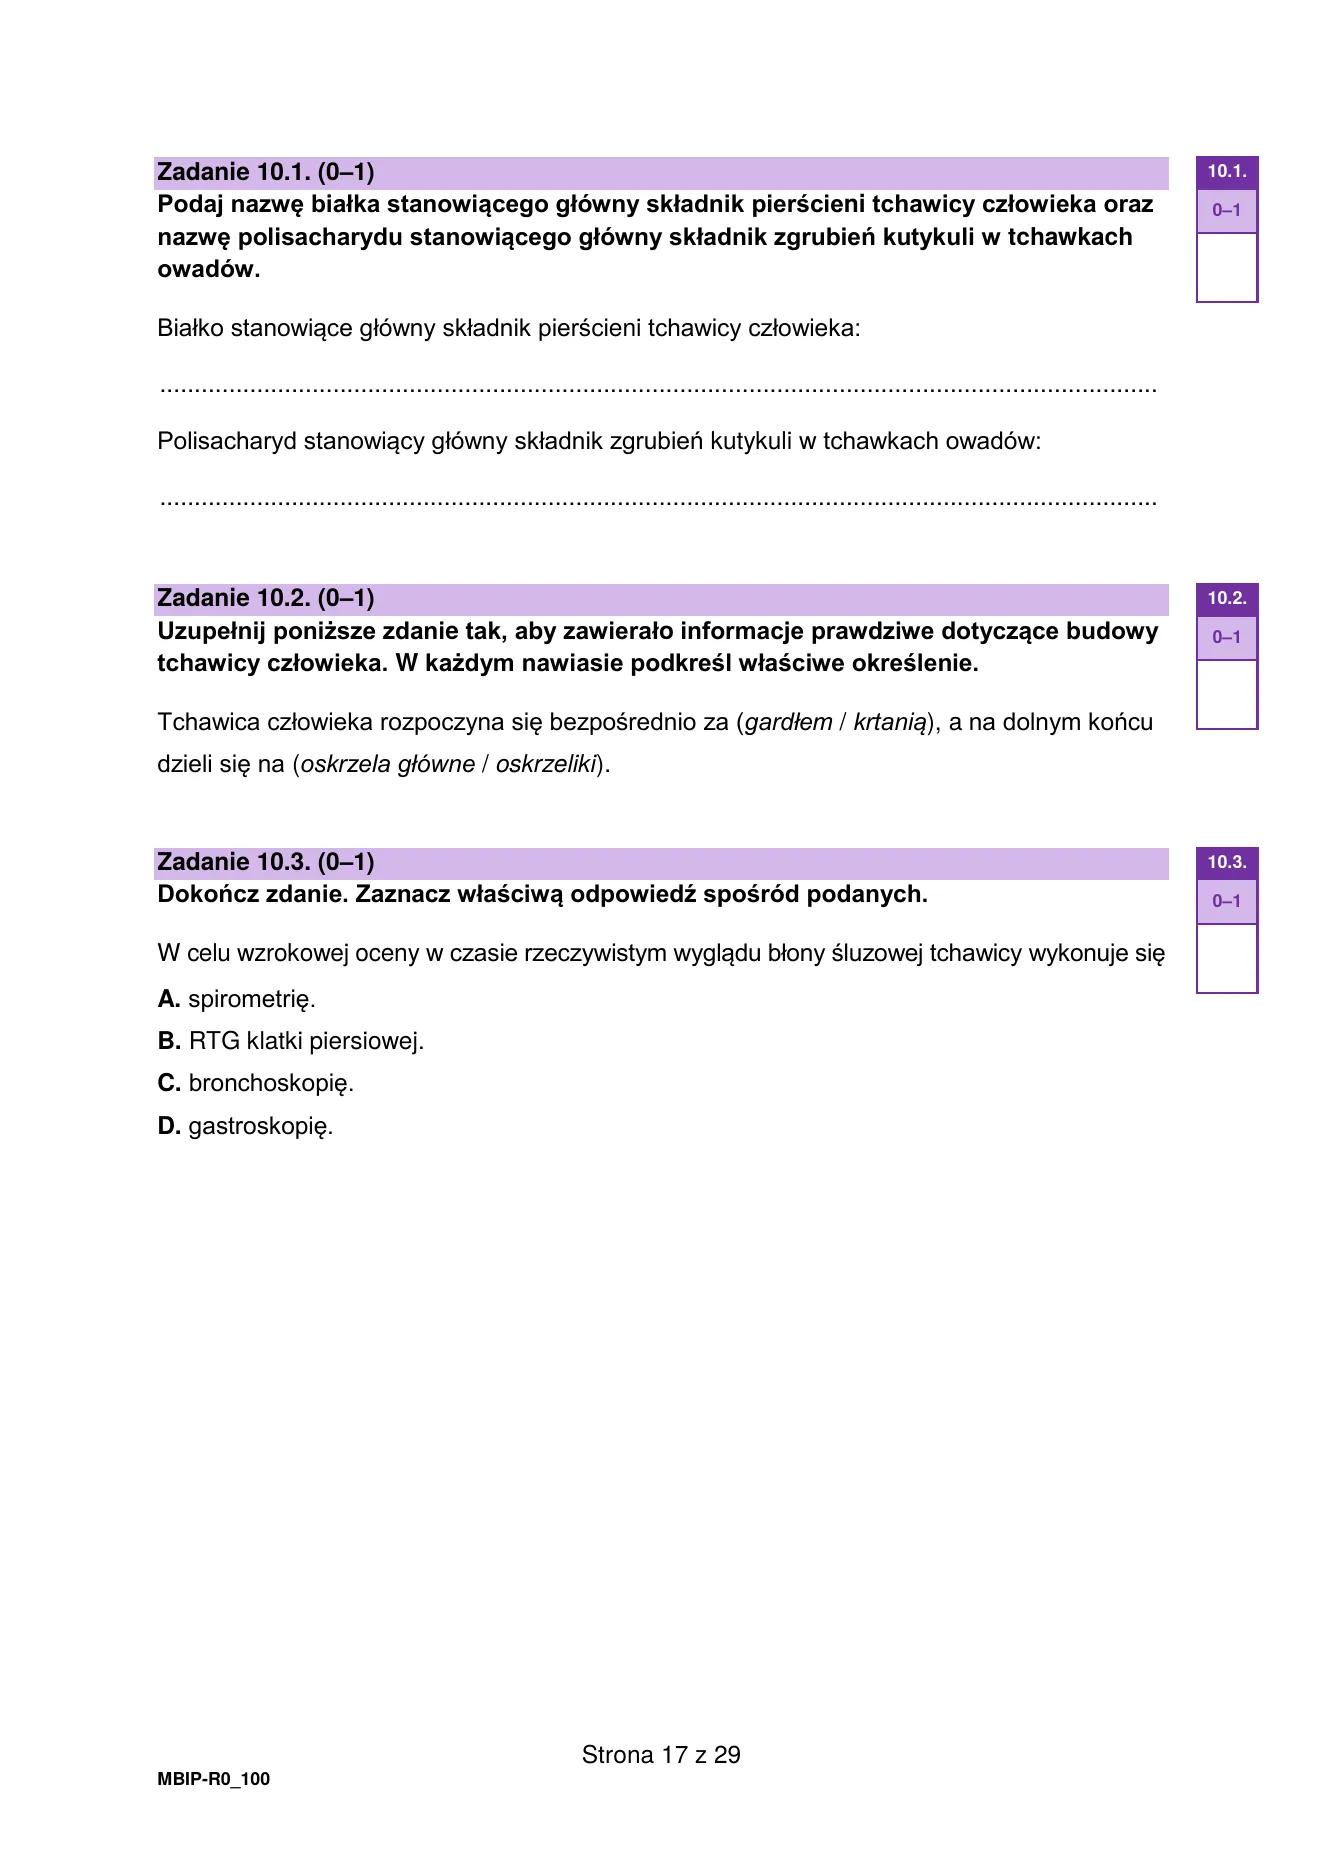 Zadanie 10.1. (0–1)
10.1.
0–1
Podaj nazwę białka stanowiącego główny składnik pierścieni tchawicy człowieka oraz
nazwę polisacharydu stanowiącego główny składnik zgrubień kutykuli w tchawkach
owadów.
Białko stanowiące główny składnik pierścieni tchawicy człowieka:
................................................................................................................................................
Polisacharyd stanowiący główny składnik zgrubień kutykuli w tchawkach owadów:
................................................................................................................................................
Zadanie 10.2. (0–1)
10.2.
0–1
Uzupełnij poniższe zdanie tak, aby zawierało informacje prawdziwe dotyczące budowy
tchawicy człowieka. W każdym nawiasie podkreśl właściwe określenie.
Tchawica człowieka rozpoczyna się bezpośrednio za (gardłem / krtanią), a na dolnym końcu
dzieli się na (oskrzela główne / oskrzeliki).
Zadanie 10.3. (0–1)
10.3.
0–1
Dokończ zdanie. Zaznacz właściwą odpowiedź spośród podanych.
W celu wzrokowej oceny w czasie rzeczywistym wyglądu błony śluzowej tchawicy wykonuje się
A. spirometrię.
B. RTG klatki piersiowej.
C. bronchoskopię.
D. gastroskopię.
Strona 17 z 29
MBIP-R0_100